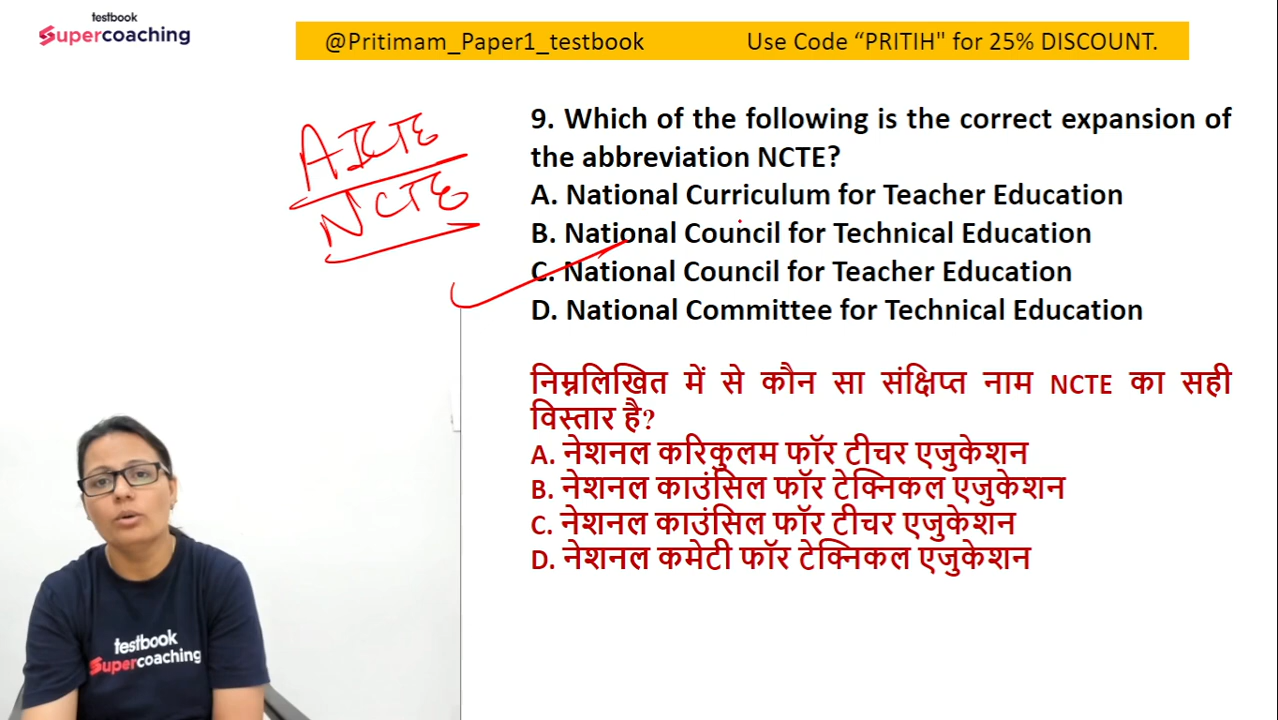 testbook
Supercoaching
@Pritimam_Paper1_testbook Use Code “PRITIH" for 25% DISCOUNT.
AICTE
NCTE
9. Which of the following is the correct expansion of
the abbreviation NCTE?
A. National Curriculum for Teacher Education
B. National Council for Technical Education
C. National Council for Teacher Education
D. National Committee for Technical Education
निम्नलिखित में से कौन सा संक्षिप्त नाम NCTE का सही
विस्तार है?
A. नेशनल करिकुलम फॉर टीचर एजुकेशन
B. नेशनल काउंसिल फॉर टेक्निकल एजुकेशन
C. नेशनल काउंसिल फॉर टीचर एजुकेशन
D. नेशनल कमेटी फॉर टेक्निकल एजुकेशन
testbook
Supercoaching